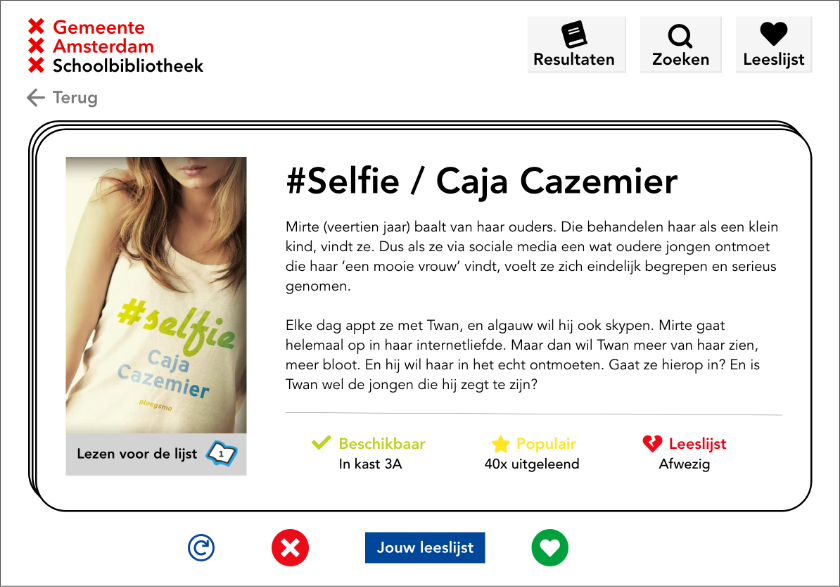 Gemeente
Amsterdam
Schoolbibliotheek
Resultaten
Zoeken
Leeslijst
Terug
#Selfie / Caja Cazemier
Mirte (veertien jaar) baalt van haar ouders. Die behandelen haar als een klein
kind, vindt ze. Dus als ze via sociale media een wat oudere jongen ontmoet
die haar ‘een mooie vrouw’ vindt, voelt ze zich eindelijk begrepen en serieus
genomen.
Elke dag appt ze met Twan, en algauw wil hij ook skypen. Mirte gaat
helemaal op in haar internetliefde. Maar dan wil Twan meer van haar zien,
meer bloot. En hij wil haar in het echt ontmoeten. Gaat ze hierop in? En is
Twan wel de jongen die hij zegt te zijn?
#selfie
Caja
Cazemier
ploegsma
Lezen voor de lijst 1
Beschikbaar
In kast 3A
Populair
40x uitgeleend
Leeslijst
Afwezig
Jouw leeslijst